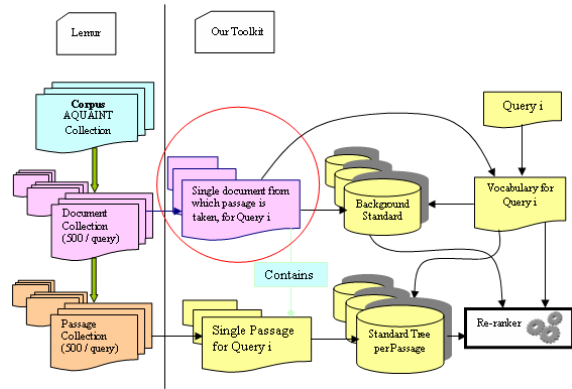 Lemur
Our Toolkit
Corpus
AQUAINT
Collection
Query i
Single document from
which passage is
taken, for Query i
Vocabulary for
Query i
Document
Collection
(500 / query)
Background
Standard
Contains
Passage
Collection
(500 / query)
Single Passage
for Query i
Standard Tree
per Passage
Re-ranker